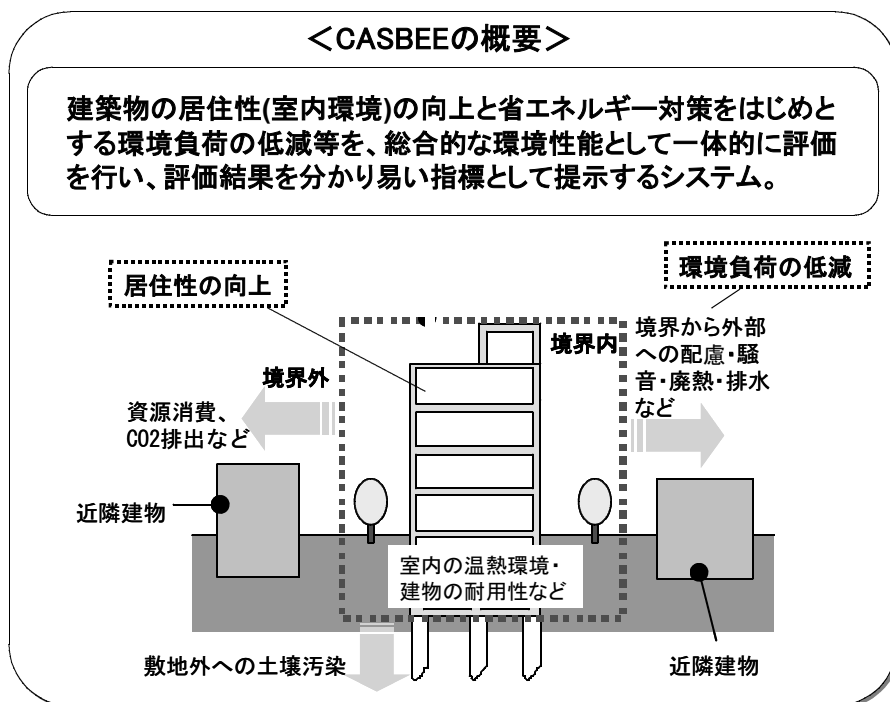 ＜CASBEEの概要＞
建築物の居住性(室内環境)の向上と省エネルギー対策をはじめと
する環境負荷の低減等を、総合的な環境性能として一体的に評価
を行い、評価結果を分かり易い指標として提示するシステム。
環境負荷の低減
居住性の向上
境界から外部
への配慮・騒
音・廃熱・排水
など
境界内
境界外
資源消費、
CO2排出など
近隣建物
室内の温熱環境・
建物の耐用性など
敷地外への土壌汚染
近隣建物